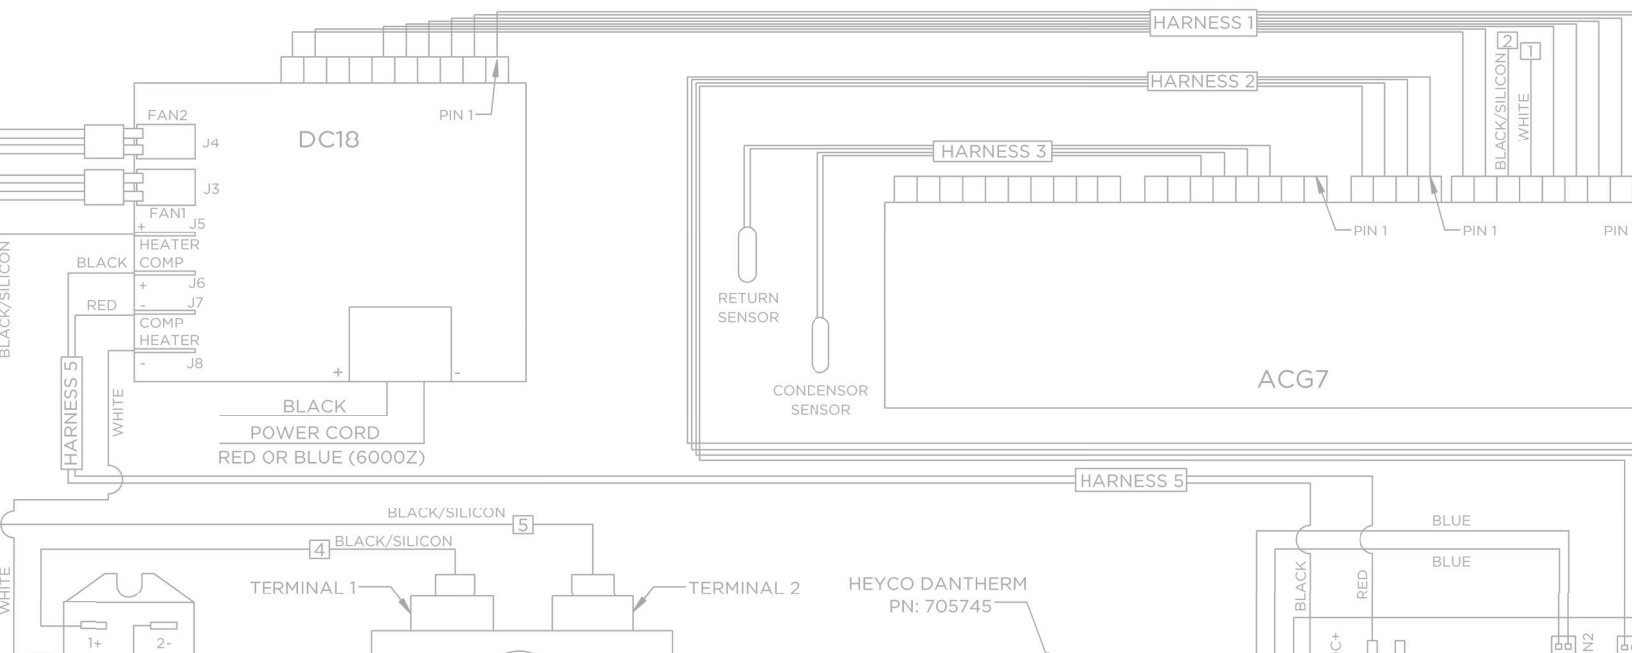 HARNESS 1
2
1
BLACK/SILICON
WHITE
HARNESS 2
PIN 1
FAN2
J4
DC18
HARNESS 3
J3
FAN1
J5
+
HEATER
BLACK
COMP
J6
+
RED
-
J7
COMP
HEATER
J8
-
BLACK/SILICON
HARNESS 5
WHITE
+
-
BLACK
POWER CORD
RED OR BLUE (6000Z)
RETURN
SENSOR
CONDENSOR
SENSOR
PIN 1
PIN 1
PIN
ACG7
HARNESS 5
BLACK/SILICON
5
4
BLACK/SILICON
TERMINAL 1
TERMINAL 2
HEYCO DANTHERM
PN: 705745
BLUE
BLUE
BLACK
RED
WHITE
1+
2-
C+
N2